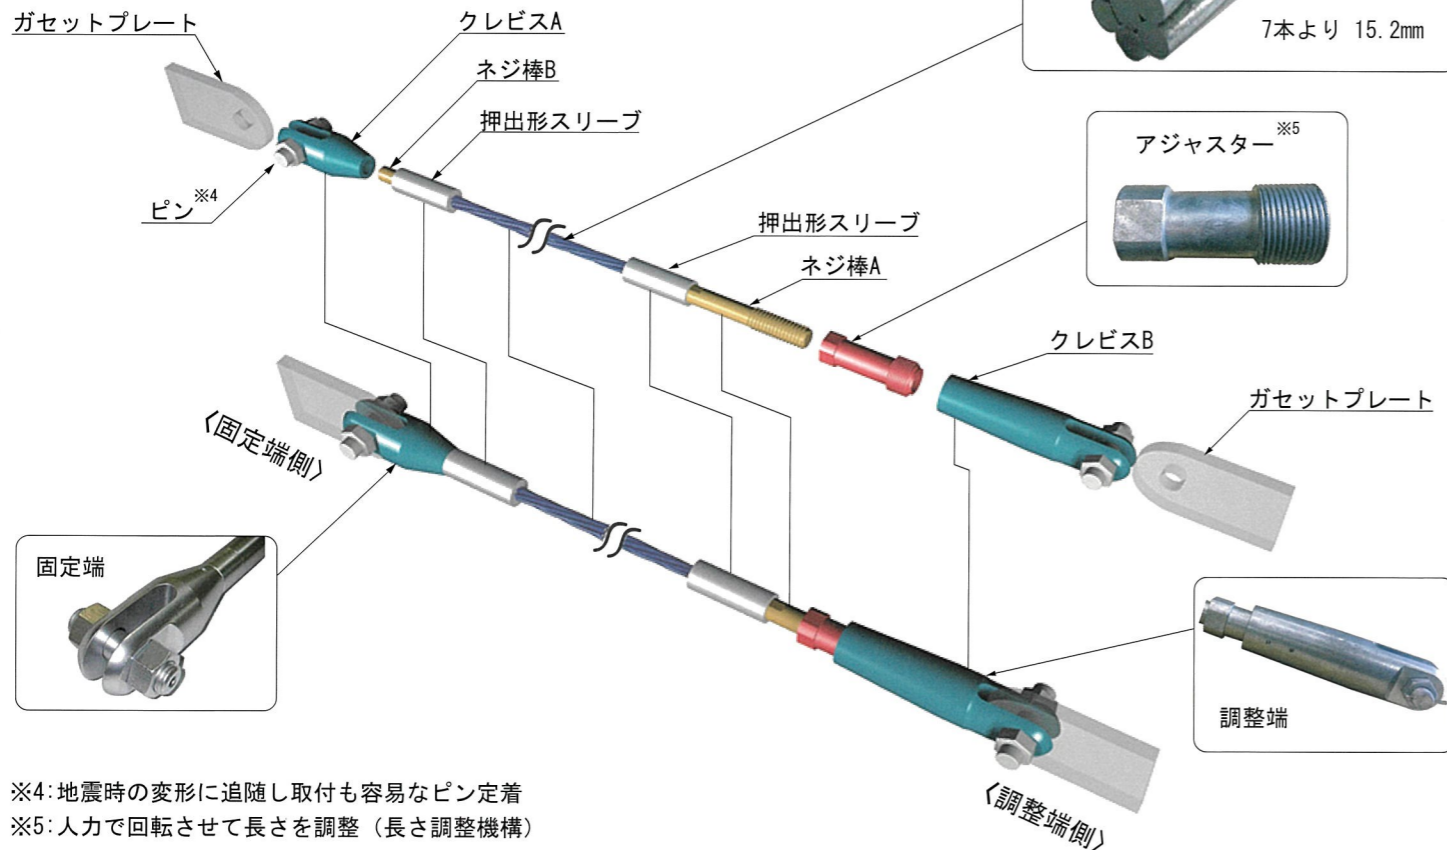 ガセットプレート
クレビスA
ネジ棒B
押出形スリーブ
ピン※4
7本より 15.2mm
アジャスター※5
押出形スリーブ
ネジ棒A
クレビスB
ガセットプレート
〈固定端側〉
固定端
調整端
〈調整端側〉
※4:地震時の変形に追随し取付も容易なピン定着
※5:人力で回転させて長さを調整（長さ調整機構）